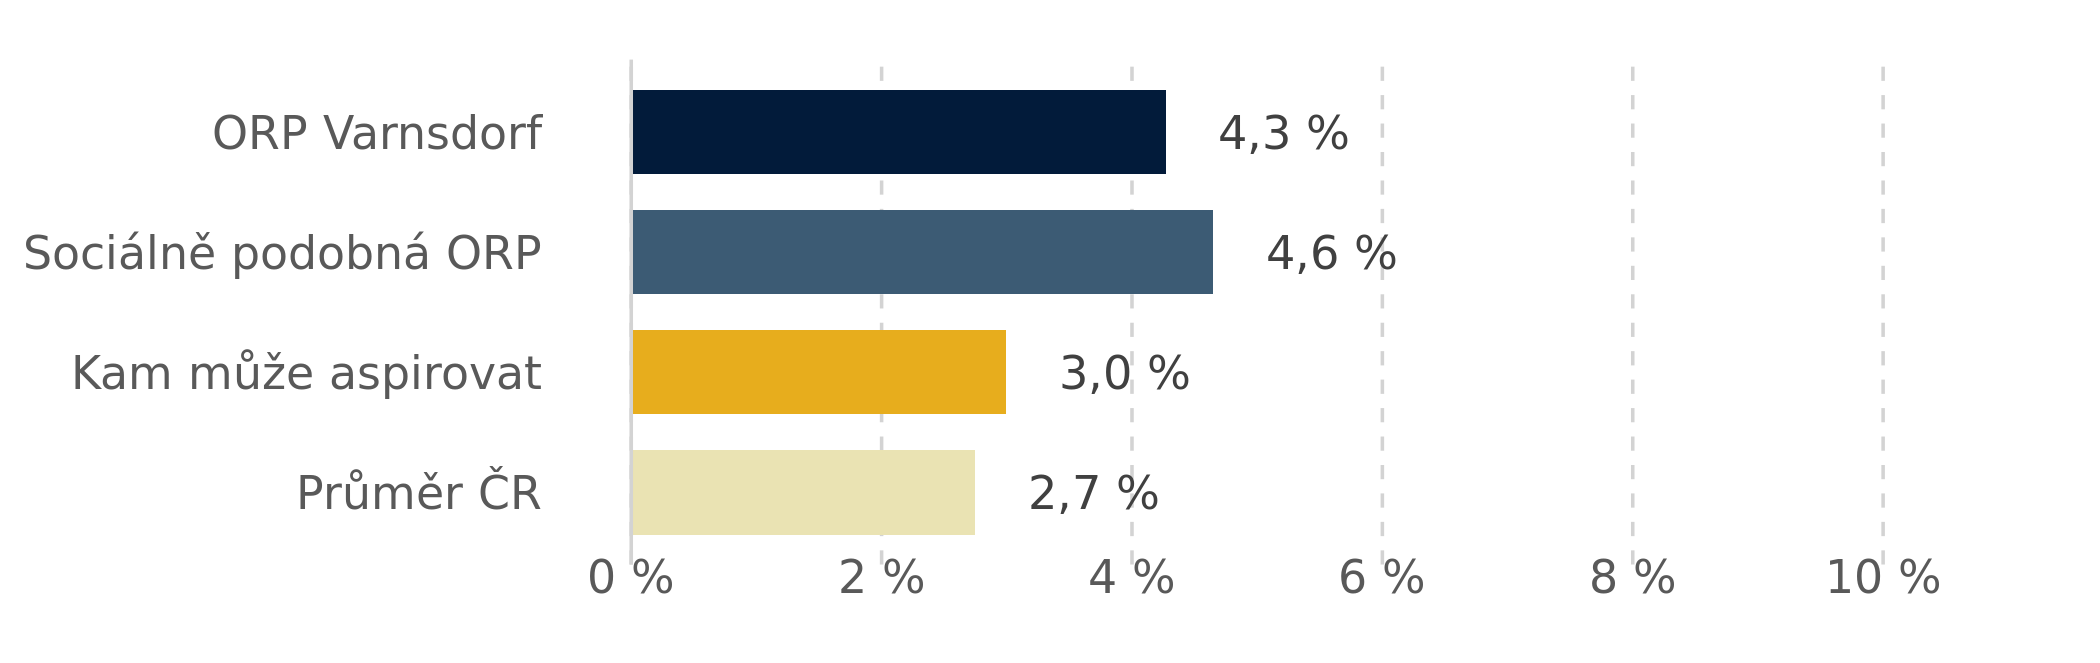 ORP Varnsdorf 4,3 %
Sociálně podobná ORP 4,6 %
Kam může aspirovat 3,0 %
Průměr ČR 2,7 %
0 % 2 % 4 % 6 % 8 % 10 %